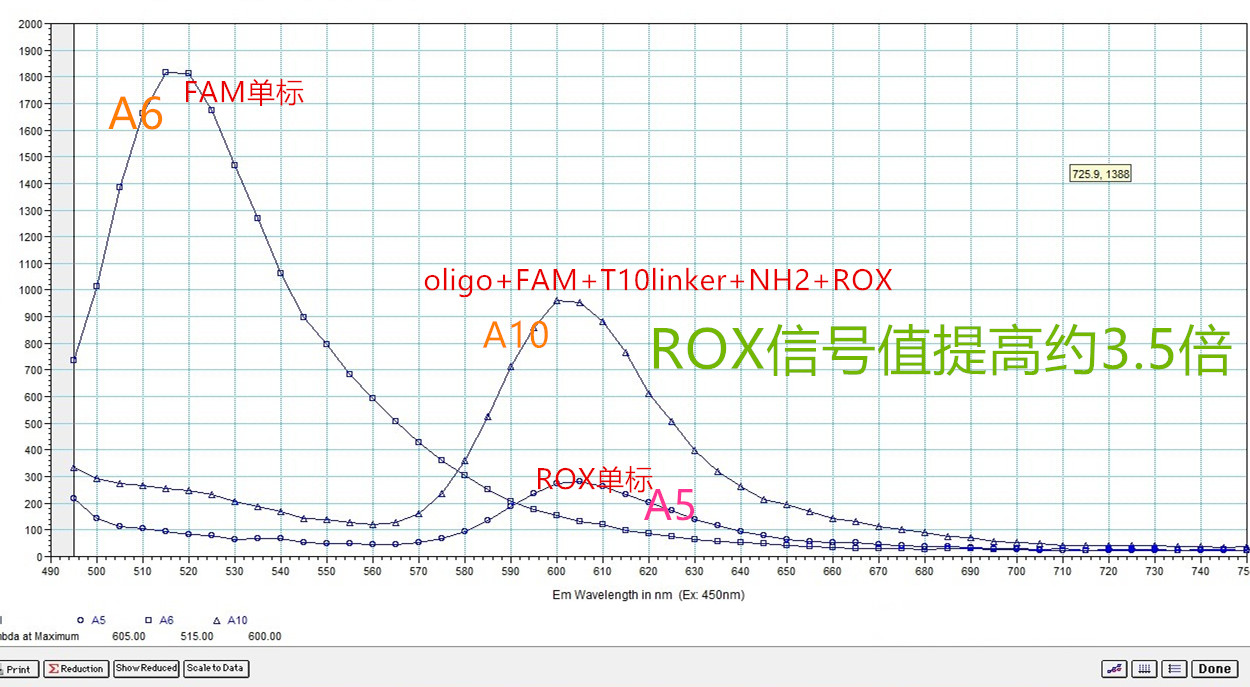 2000
1900
1800
1700
1600
1500
1400
1300
1200
1100
1000
900
800
700
600
500
400
300
200
100
0
A6
FAM单标
725.9, 1388
oligo+FAM+T10linker+NH2+ROX
A10
ROX信号值提高约3.5倍
ROX单标
A5
490 500 510 520 530 540 550 560 570 580 590 600 610 620 630 640 650 660 670 680 690 700 710 720 730 740 75
Em Wavelength in nm (Ex: 450nm)
A5 A6 A10
bda at Maximum 605.00 515.00 600.00
Print ΣReduction Show Reduced Scale to Data Done